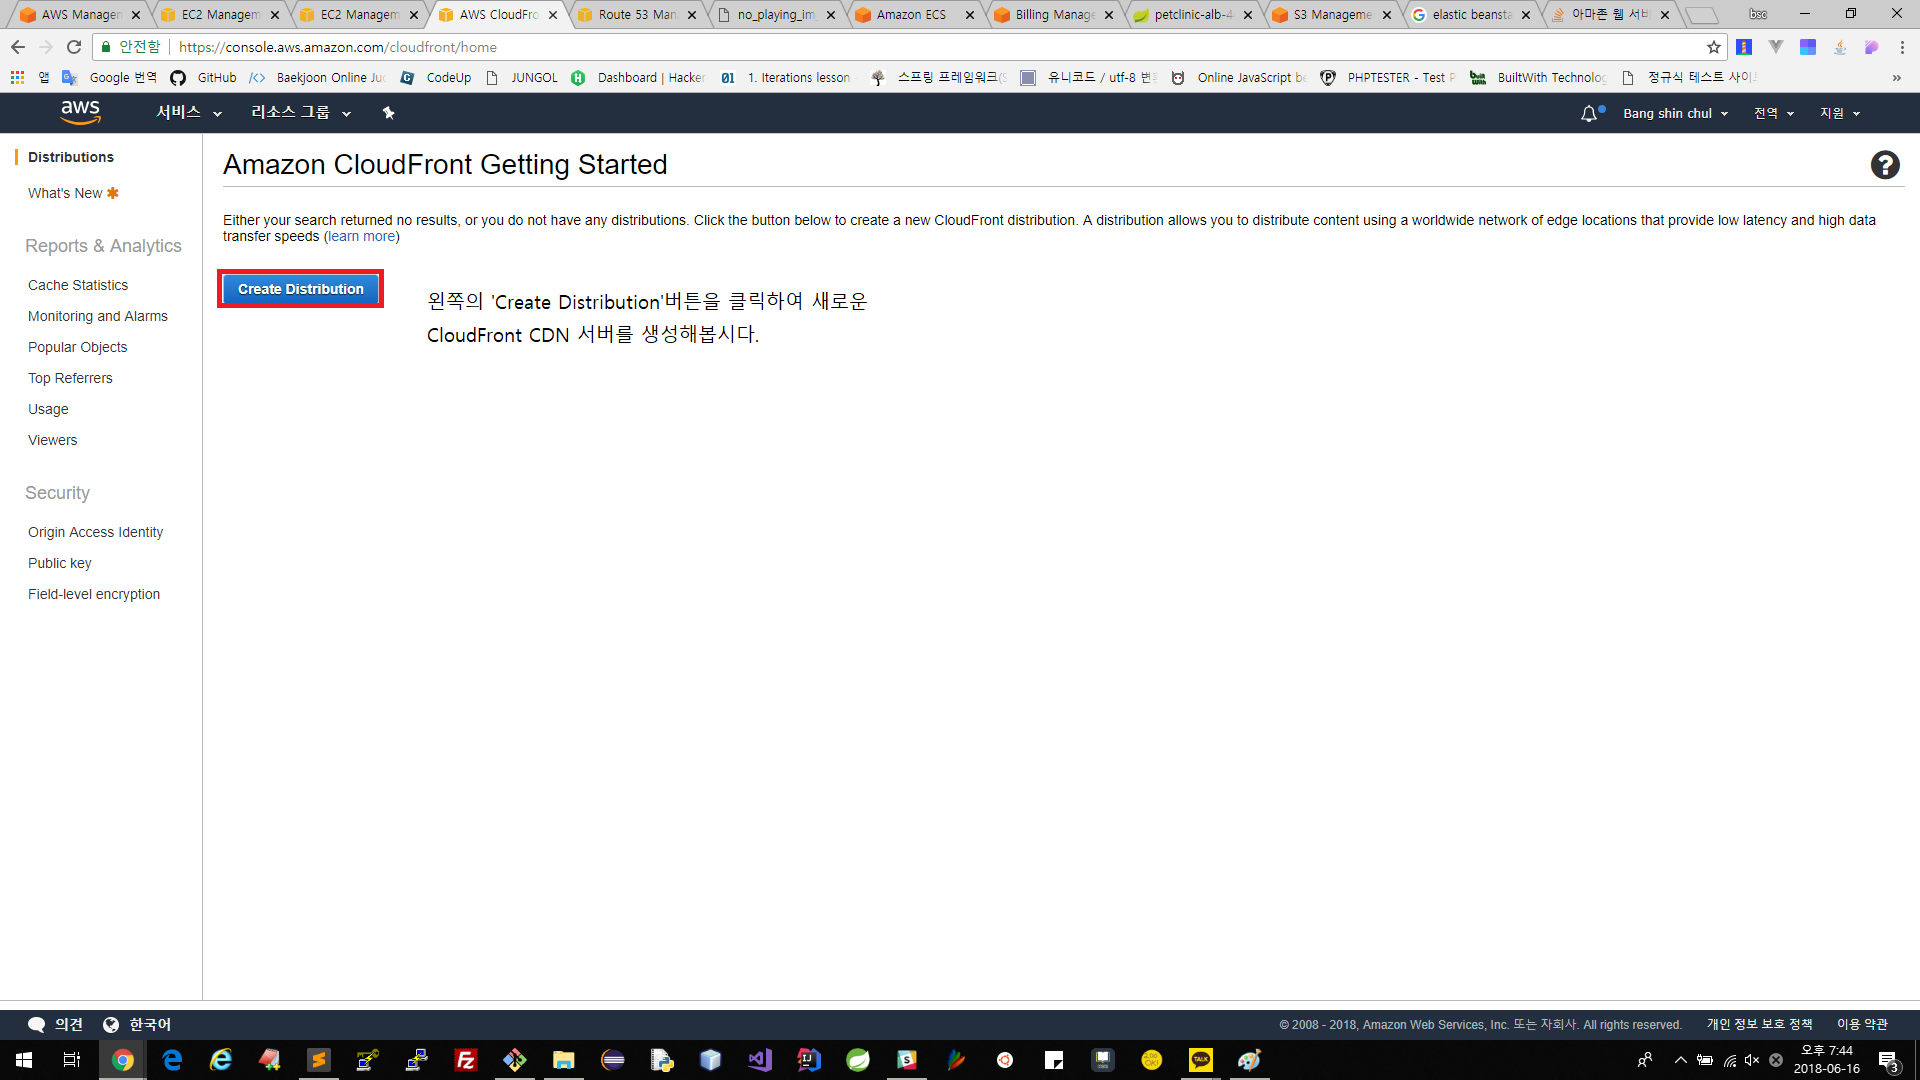 AWS Managem
EC2 Managem
EC2 Managem
AWS CloudFro
Route 53 Man
no_playing_im
Amazon ECS
Billing Manage
petclinic-alb-4
S3 Manageme
elastic beansta
아마존 웹 서비
bsc
안전함
https://console.aws.amazon.com/cloudfront/home
앱
Google 번역
GitHub
Baekjoon Online Jud
CodeUp
JUNGOL
Dashboard | Hacker
1. Iterations lesson
스프링 프레임워크(S
유니코드 / utf-8 변환
Online JavaScript be
PHPTESTER - Test P
BuiltWith Technolog
정규식 테스트 사이트
»
aws
서비스
리소스 그룹
Bang shin chul
전역
지원
Distributions
What's New
Reports & Analytics
Cache Statistics
Monitoring and Alarms
Popular Objects
Top Referrers
Usage
Viewers
Security
Origin Access Identity
Public key
Field-level encryption
Amazon CloudFront Getting Started
Either your search returned no results, or you do not have any distributions. Click the button below to create a new CloudFront distribution. A distribution allows you to distribute content using a worldwide network of edge locations that provide low latency and high data
transfer speeds (learn more)
Create Distribution
왼쪽의 'Create Distribution'버튼을 클릭하여 새로운
CloudFront CDN 서버를 생성해봅시다.
의견
한국어
© 2008 - 2018, Amazon Web Services, Inc. 또는 자회사. All rights reserved.
개인 정보 보호 정책
이용 약관
오후 7:44
2018-06-16
3